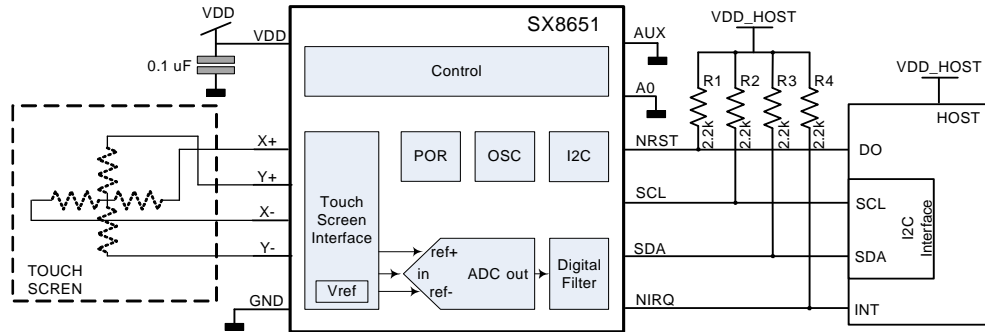 VDD
VDD
0.1 uF
SX8651
Control
AUX
A0
VDD_HOST
R1
R2
R3
R4
2.2k
2.2k
2.2k
2.2k
VDD_HOST
HOST
X+
Y+
X-
Y-
GND
TOUCH
SCREN
POR
OSC
I2C
Touch
Screen
Interface
Vref
ref+
in
ref-
ADC out
Digital
Filter
NRST
SCL
SDA
NIRQ
DO
SCL
SDA
INT
I2C
Interface